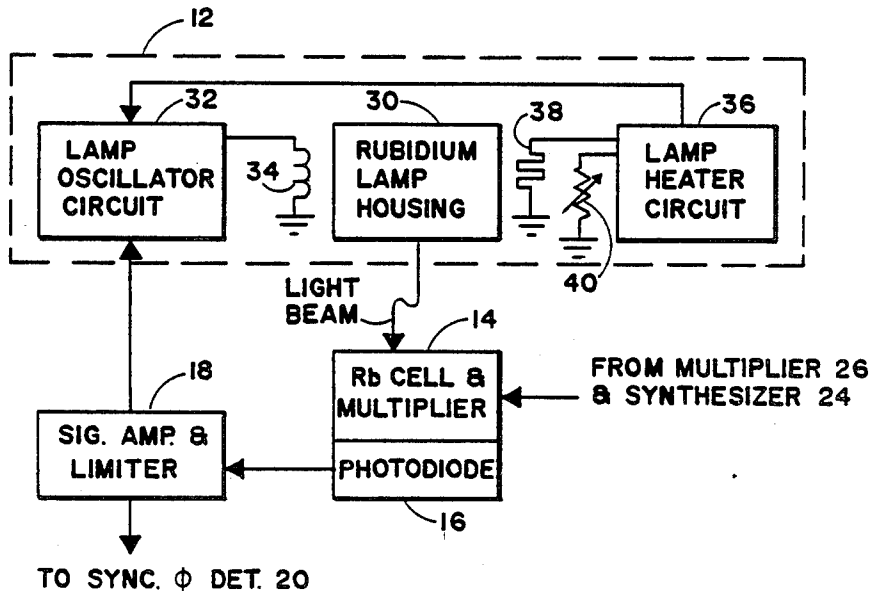 12
32
LAMP
OSCILLATOR
CIRCUIT
34
30
RUBIDIUM
LAMP
HOUSING
38
36
LAMP
HEATER
CIRCUIT
40
LIGHT
BEAM
14
Rb CELL &
MULTIPLIER
FROM MULTIPLIER 26
& SYNTHESIZER 24
18
SIG. AMP. &
LIMITER
PHOTODIODE
16
TO SYNC. ϕ DET. 20